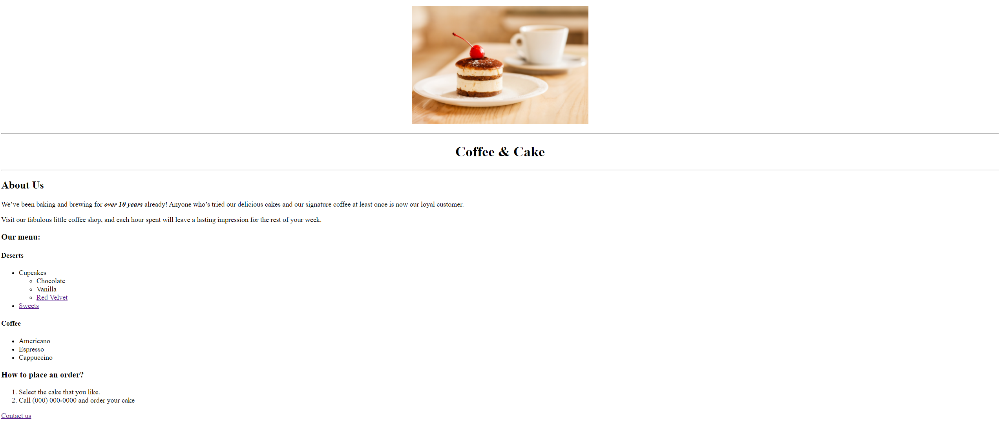 Coffee & Cake
About Us
We’ve been baking and brewing for over 10 years already! Anyone who’s tried our delicious cakes and our signature coffee at least once is now our loyal customer.
Visit our fabulous little coffee shop, and each hour spent will leave a lasting impression for the rest of your week.
Our menu:
Deserts
Cupcakes
Chocolate
Vanilla
Red Velvet
Sweets
Coffee
Americano
Espresso
Cappuccino
How to place an order?
1. Select the cake that you like.
2. Call (000) 000-0000 and order your cake
Contact us